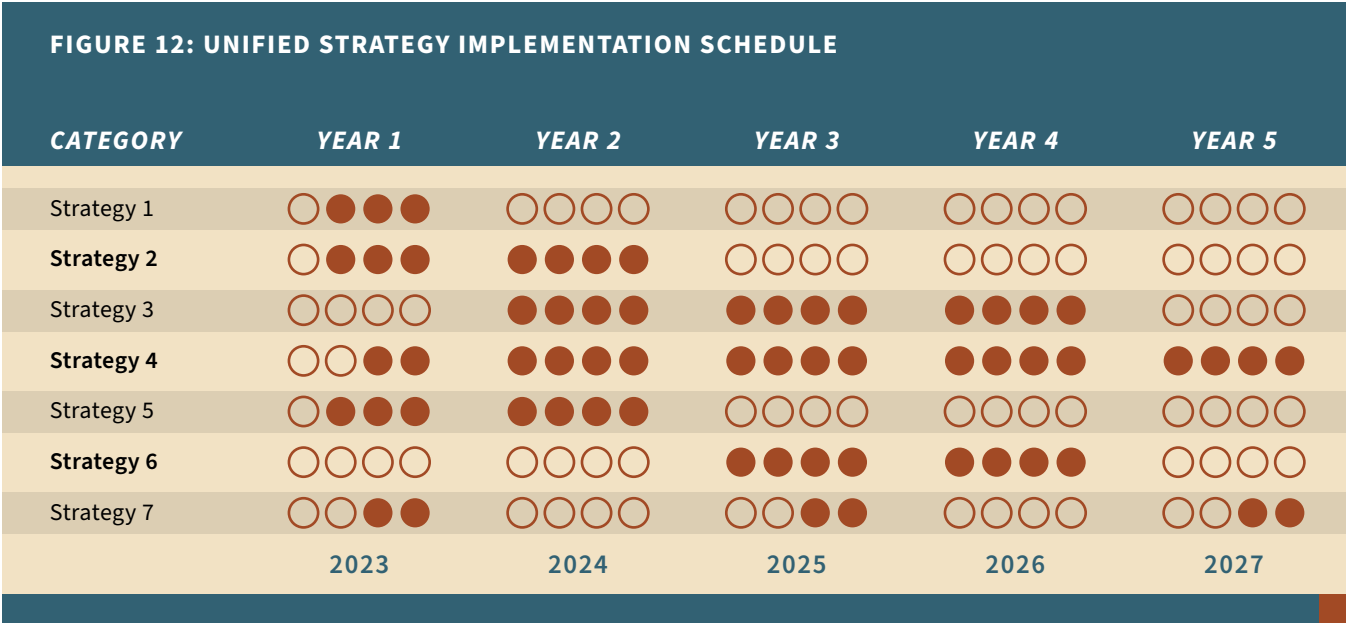 FIGURE 12: UNIFIED STRATEGY IMPLEMENTATION SCHEDULE
CATEGORY YEAR 1 YEAR 2 YEAR 3 YEAR 4 YEAR 5
Strategy 1
Strategy 2
Strategy 3
Strategy 4
Strategy 5
Strategy 6
Strategy 7
2023 2024 2025 2026 2027